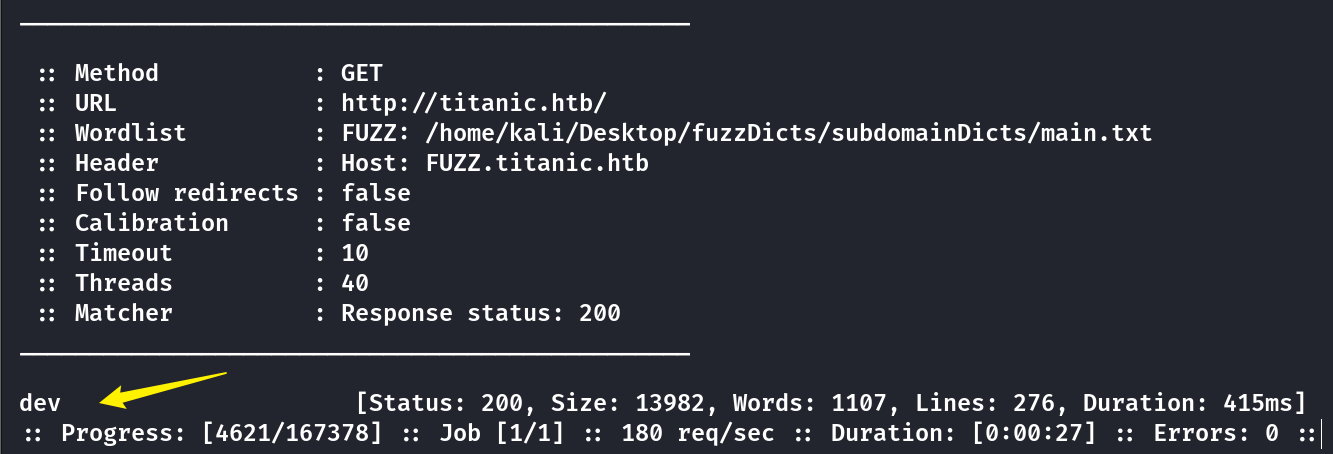 :: Method : GET
:: URL : http://titanic.htb/
:: Wordlist : FUZZ: /home/kali/Desktop/fuzzDicts/subdomainDicts/main.txt
:: Header : Host: FUZZ.titanic.htb
:: Follow redirects : false
:: Calibration : false
:: Timeout : 10
:: Threads : 40
:: Matcher : Response status: 200
dev [Status: 200, Size: 13982, Words: 1107, Lines: 276, Duration: 415ms]
:: Progress: [4621/167378] :: Job [1/1] :: 180 req/sec :: Duration: [0:00:27] :: Errors: 0 ::